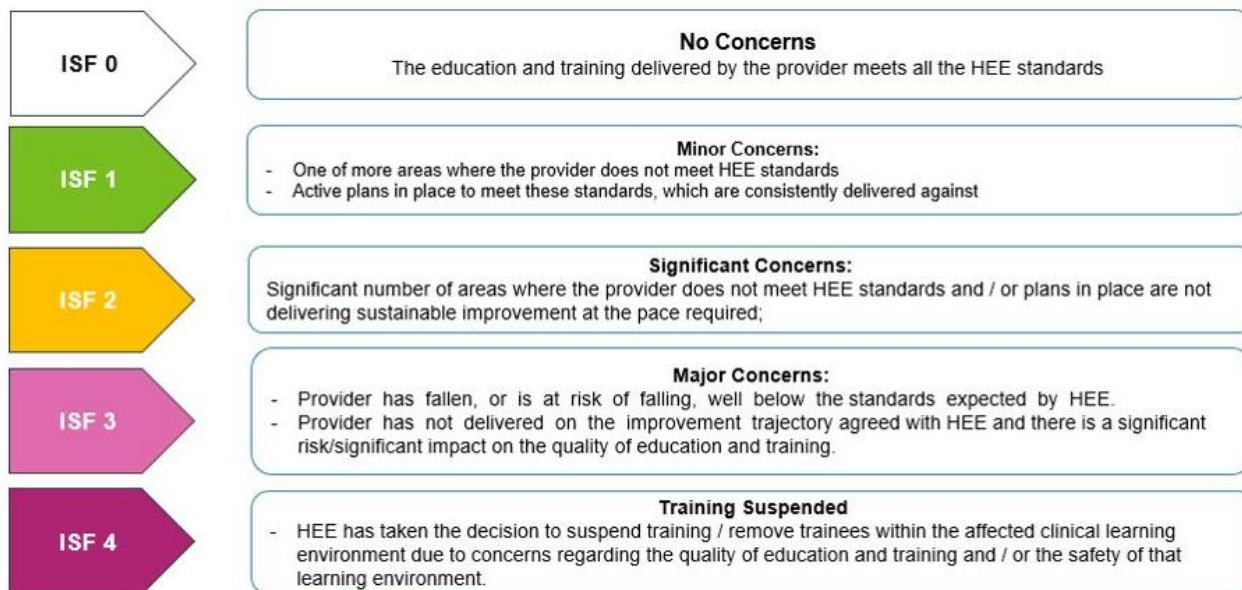 ISF 0
No Concerns
The education and training delivered by the provider meets all the HEE standards
ISF 1
Minor Concerns:
- One of more areas where the provider does not meet HEE standards
- Active plans in place to meet these standards, which are consistently delivered against
ISF 2
Significant Concerns:
Significant number of areas where the provider does not meet HEE standards and / or plans in place are not
delivering sustainable improvement at the pace required;
ISF 3
Major Concerns:
- Provider has fallen, or is at risk of falling, well below the standards expected by HEE.
- Provider has not delivered on the improvement trajectory agreed with HEE and there is a significant
risk/significant impact on the quality of education and training.
ISF 4
Training Suspended
- HEE has taken the decision to suspend training / remove trainees within the affected clinical learning
environment due to concerns regarding the quality of education and training and / or the safety of that
learning environment.